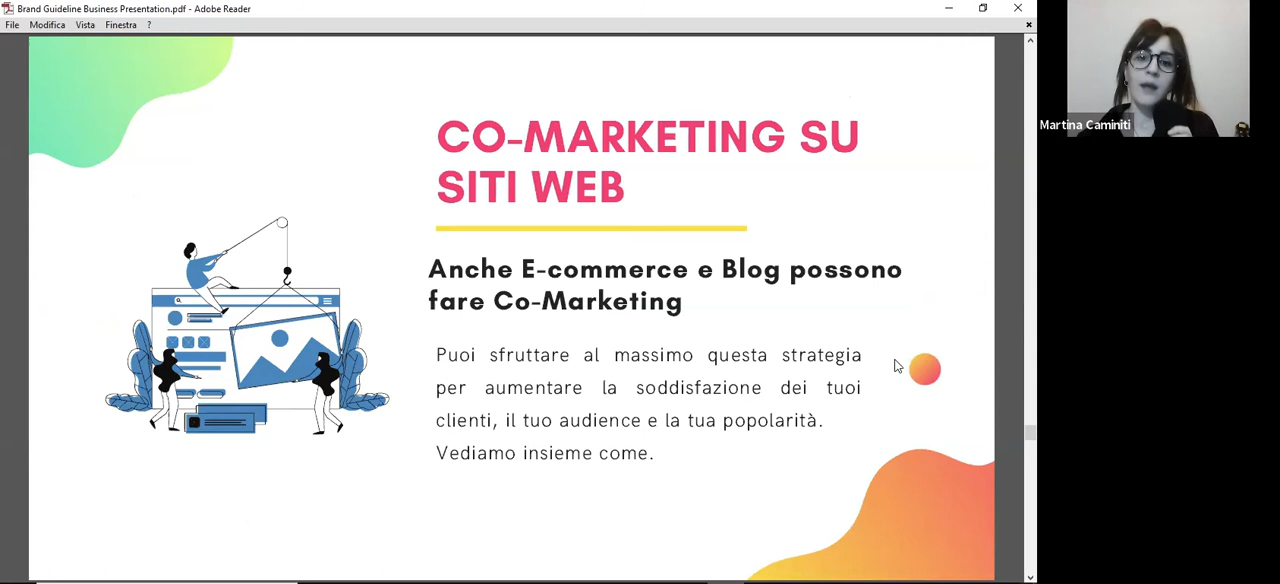 Brand Guideline Business Presentation.pdf - Adobe Reader
File Modifica Vista Finestra ?
CO-MARKETING SU
SITI WEB
Anche E-commerce e Blog possono
fare Co-Marketing
Puoi sfruttare al massimo questa strategia
per aumentare la soddisfazione dei tuoi
clienti, il tuo audience e la tua popolarità.
Vediamo insieme come.
Martina Caminiti